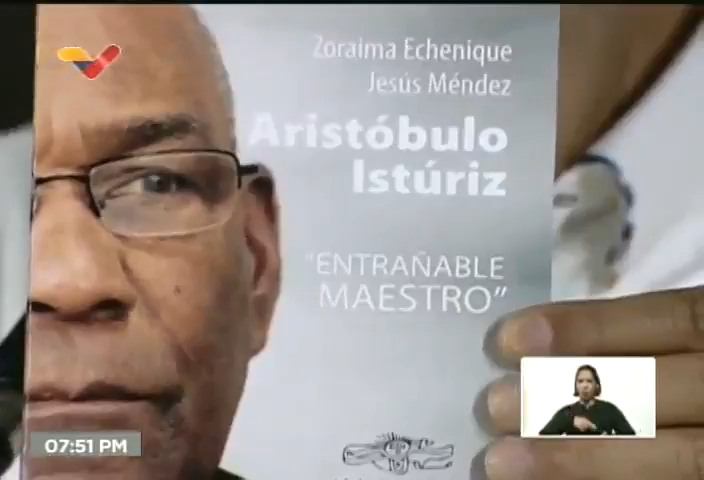 Zoraima Echenique
Jesús Méndez
Aristóbulo
Istúriz
"ENTRAÑABLE
MAESTRO"
07:51 PM